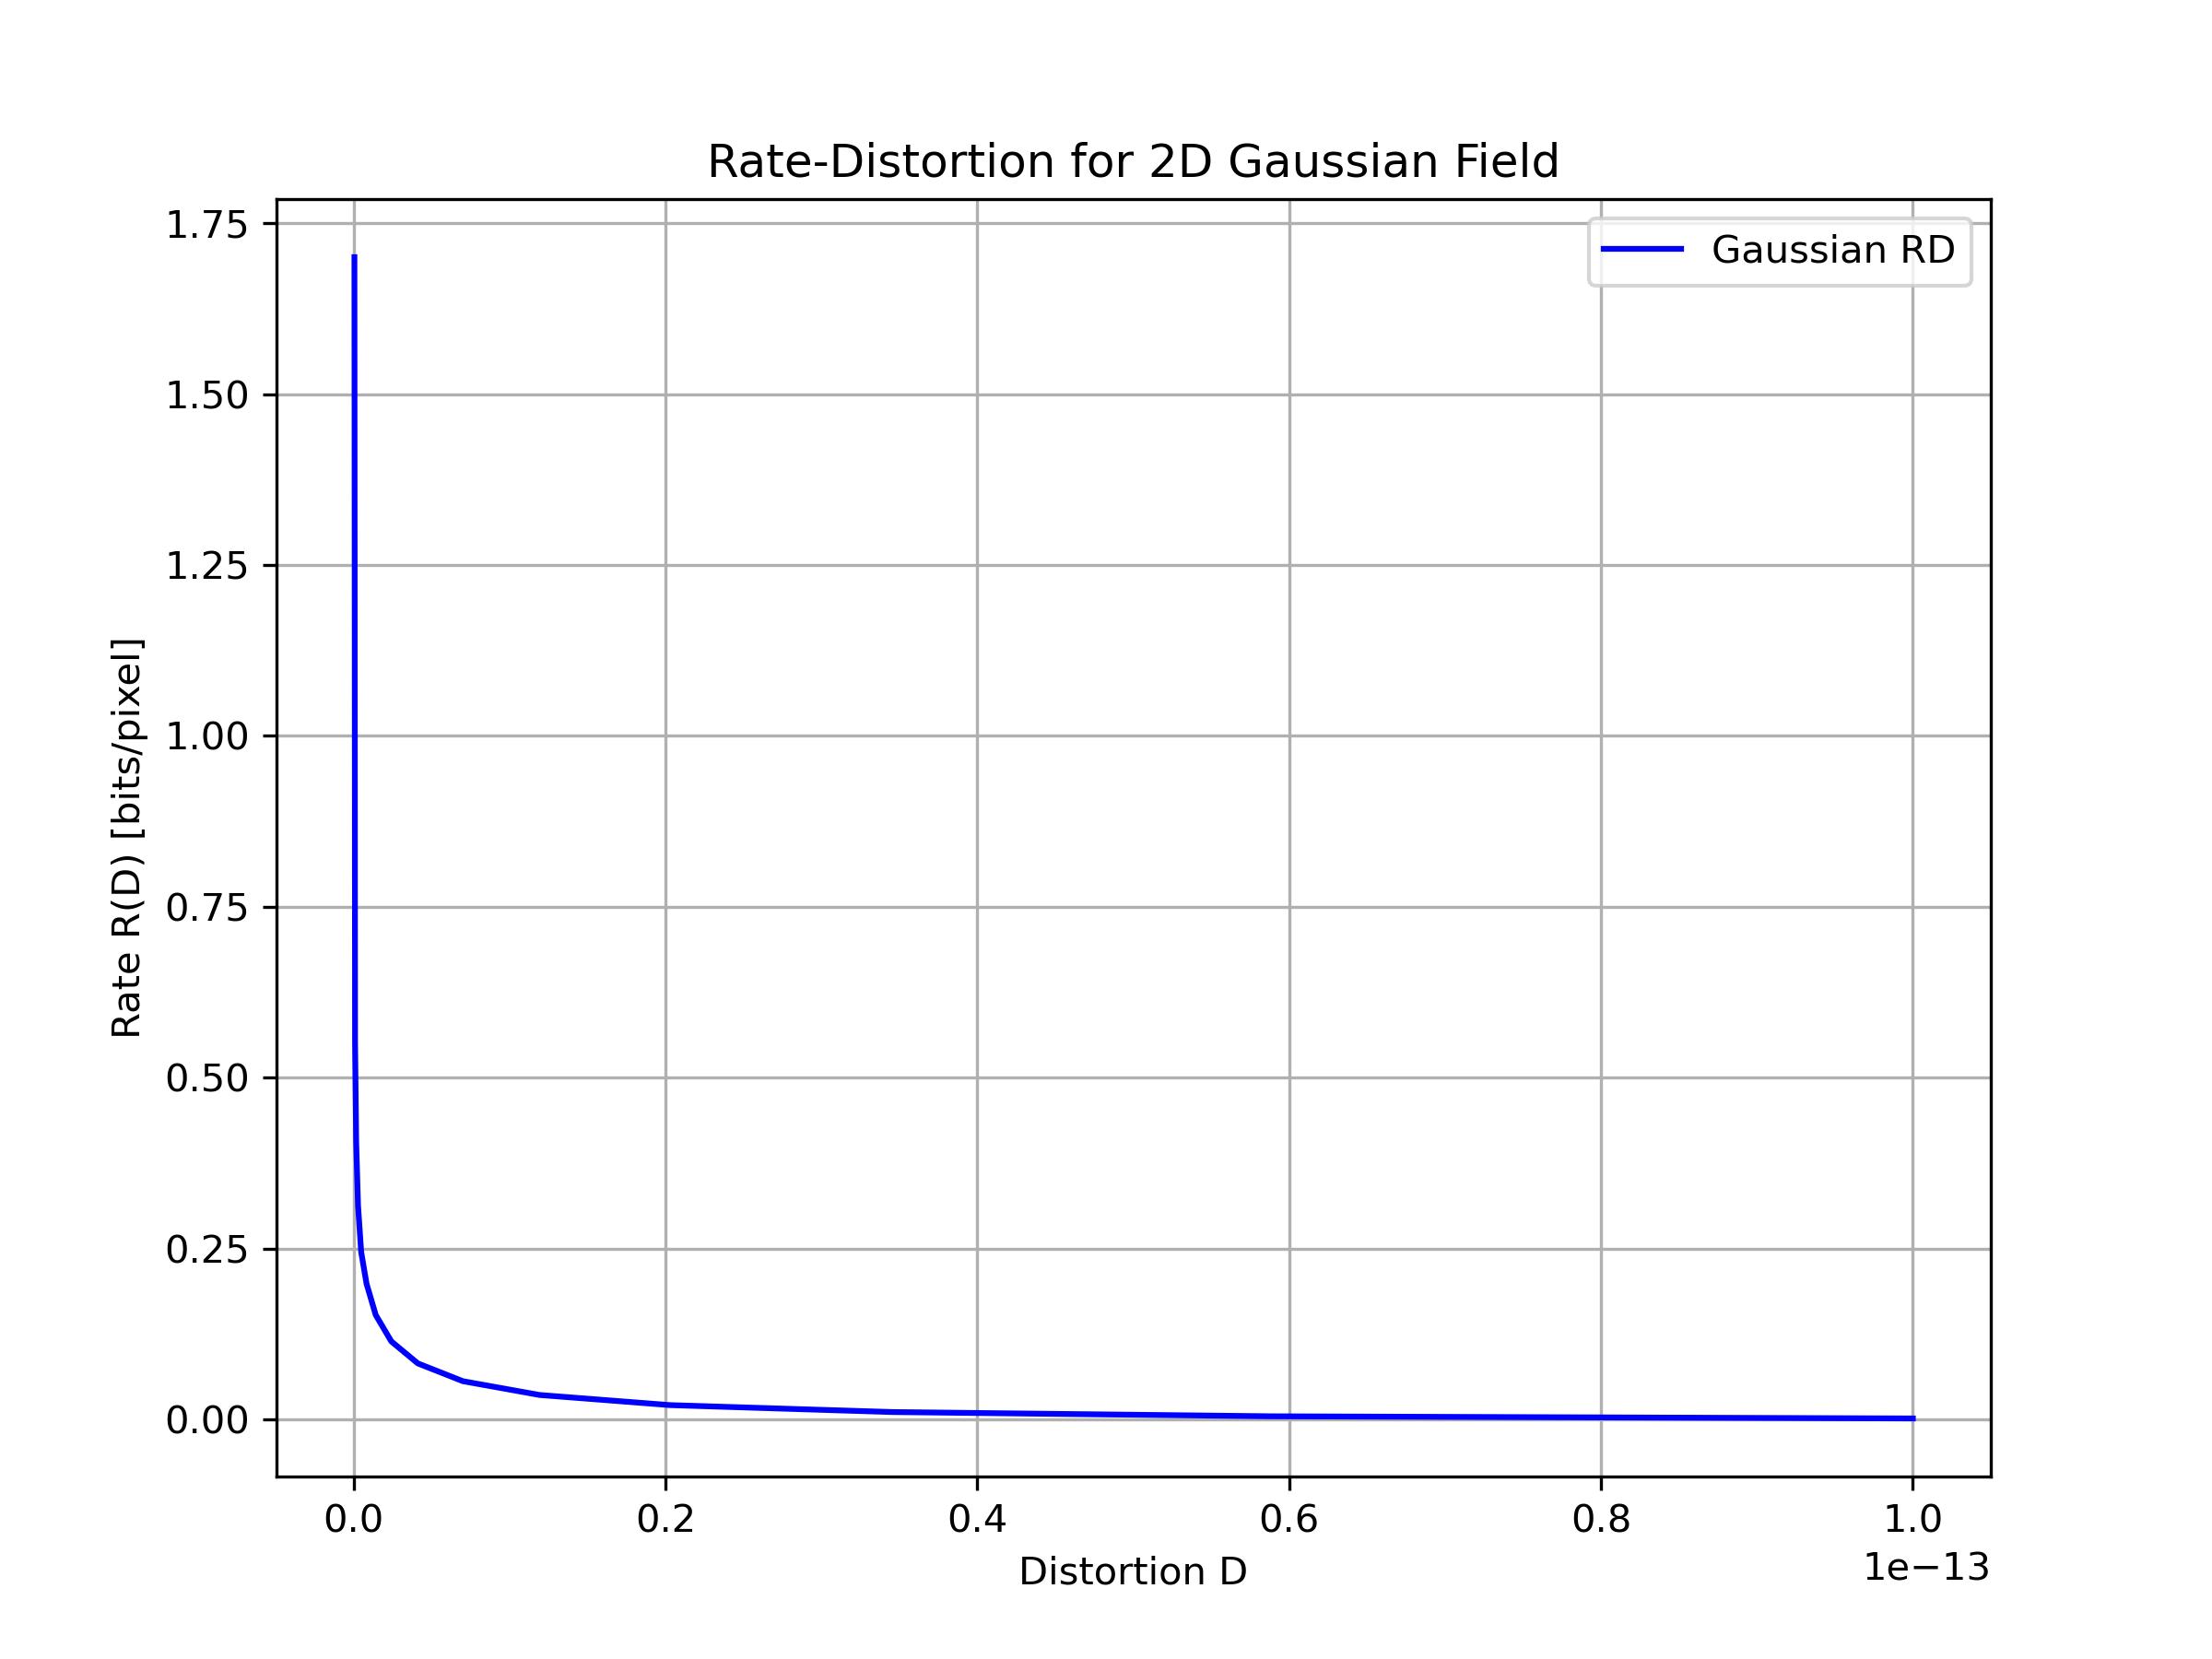 Rate-Distortion for 2D Gaussian Field
Gaussian RD
Rate R(D) [bits/pixel]
1.75
1.50
1.25
1.00
0.75
0.50
0.25
0.00
0.0 0.2 0.4 0.6 0.8 1.0
1e−13
Distortion D